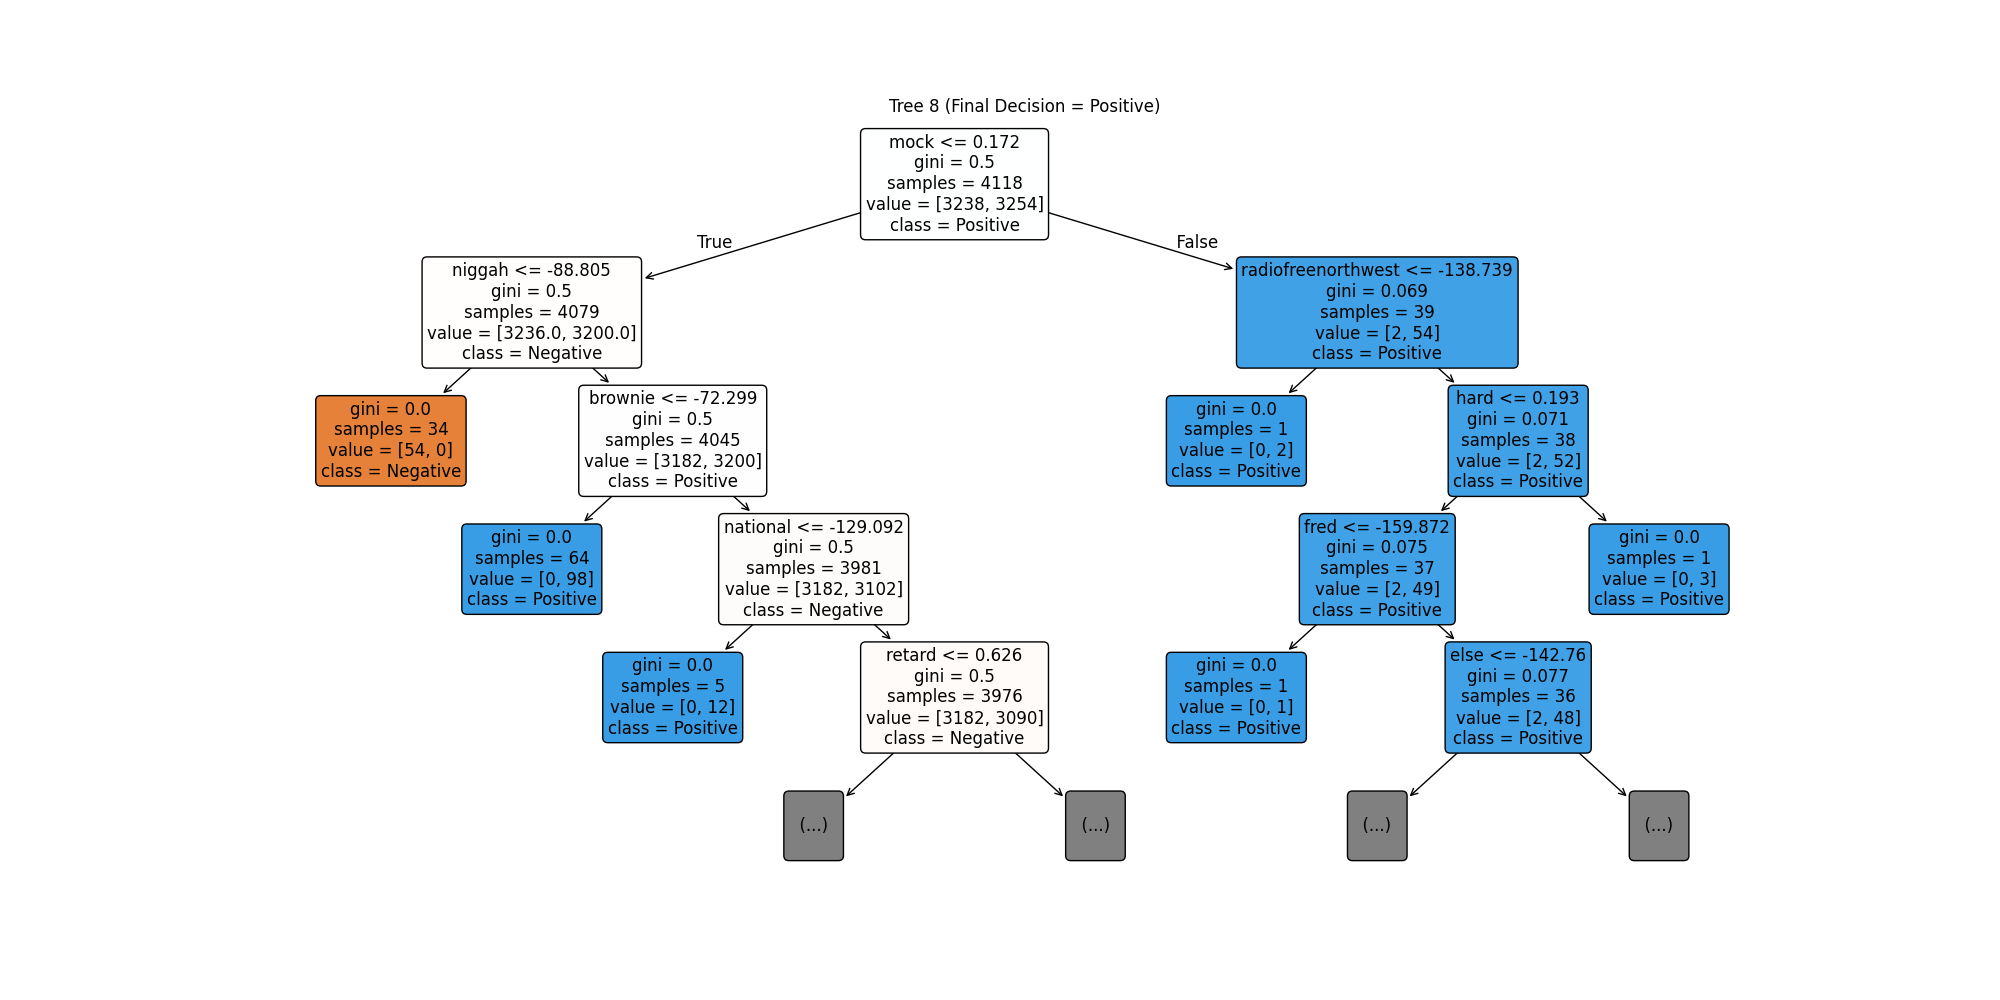 Tree 8 (Final Decision = Positive)
mock <= 0.172
gini = 0.5
samples = 4118
value = [3238, 3254]
class = Positive
True
False
niggah <= -88.805
gini = 0.5
samples = 4079
value = [3236.0, 3200.0]
class = Negative
radiofreenorthwest <= -138.739
gini = 0.069
samples = 39
value = [2, 54]
class = Positive
gini = 0.0
samples = 34
value = [54, 0]
class = Negative
brownie <= -72.299
gini = 0.5
samples = 4045
value = [3182, 3200]
class = Positive
gini = 0.0
samples = 1
value = [0, 2]
class = Positive
hard <= 0.193
gini = 0.071
samples = 38
value = [2, 52]
class = Positive
gini = 0.0
samples = 64
value = [0, 98]
class = Positive
national <= -129.092
gini = 0.5
samples = 3981
value = [3182, 3102]
class = Negative
fred <= -159.872
gini = 0.075
samples = 37
value = [2, 49]
class = Positive
gini = 0.0
samples = 1
value = [0, 3]
class = Positive
gini = 0.0
samples = 5
value = [0, 12]
class = Positive
retard <= 0.626
gini = 0.5
samples = 3976
value = [3182, 3090]
class = Negative
gini = 0.0
samples = 1
value = [0, 1]
class = Positive
else <= -142.76
gini = 0.077
samples = 36
value = [2, 48]
class = Positive
(...)
(...)
(...)
(...)